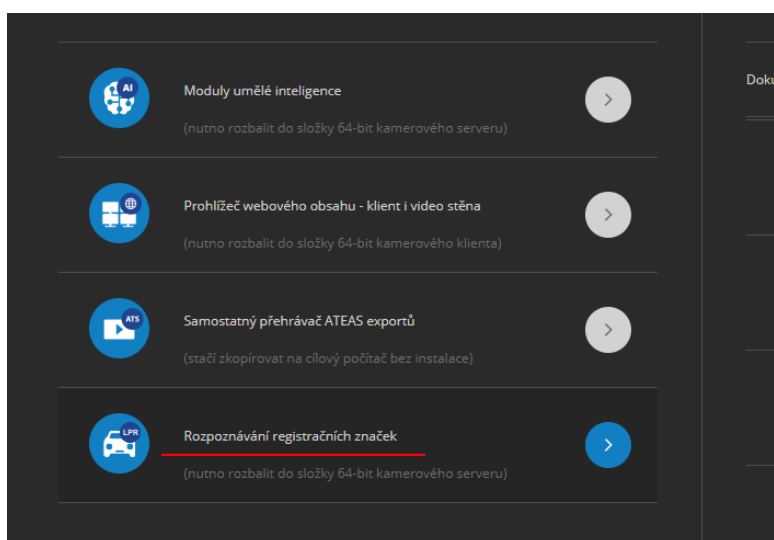 AI
Moduly umělé inteligence
(nutno rozbalit do složky 64-bit kamerového serveru)
Prohlížeč webového obsahu - klient i video stěna
(nutno rozbalit do složky 64-bit kamerového klienta)
ATS
Samostatný přehrávač ATEAS exportů
(stačí zkopírovat na cílový počítač bez instalace)
LPR
Rozpoznávání registračních značek
(nutno rozbalit do složky 64-bit kamerového serveru)
Doku